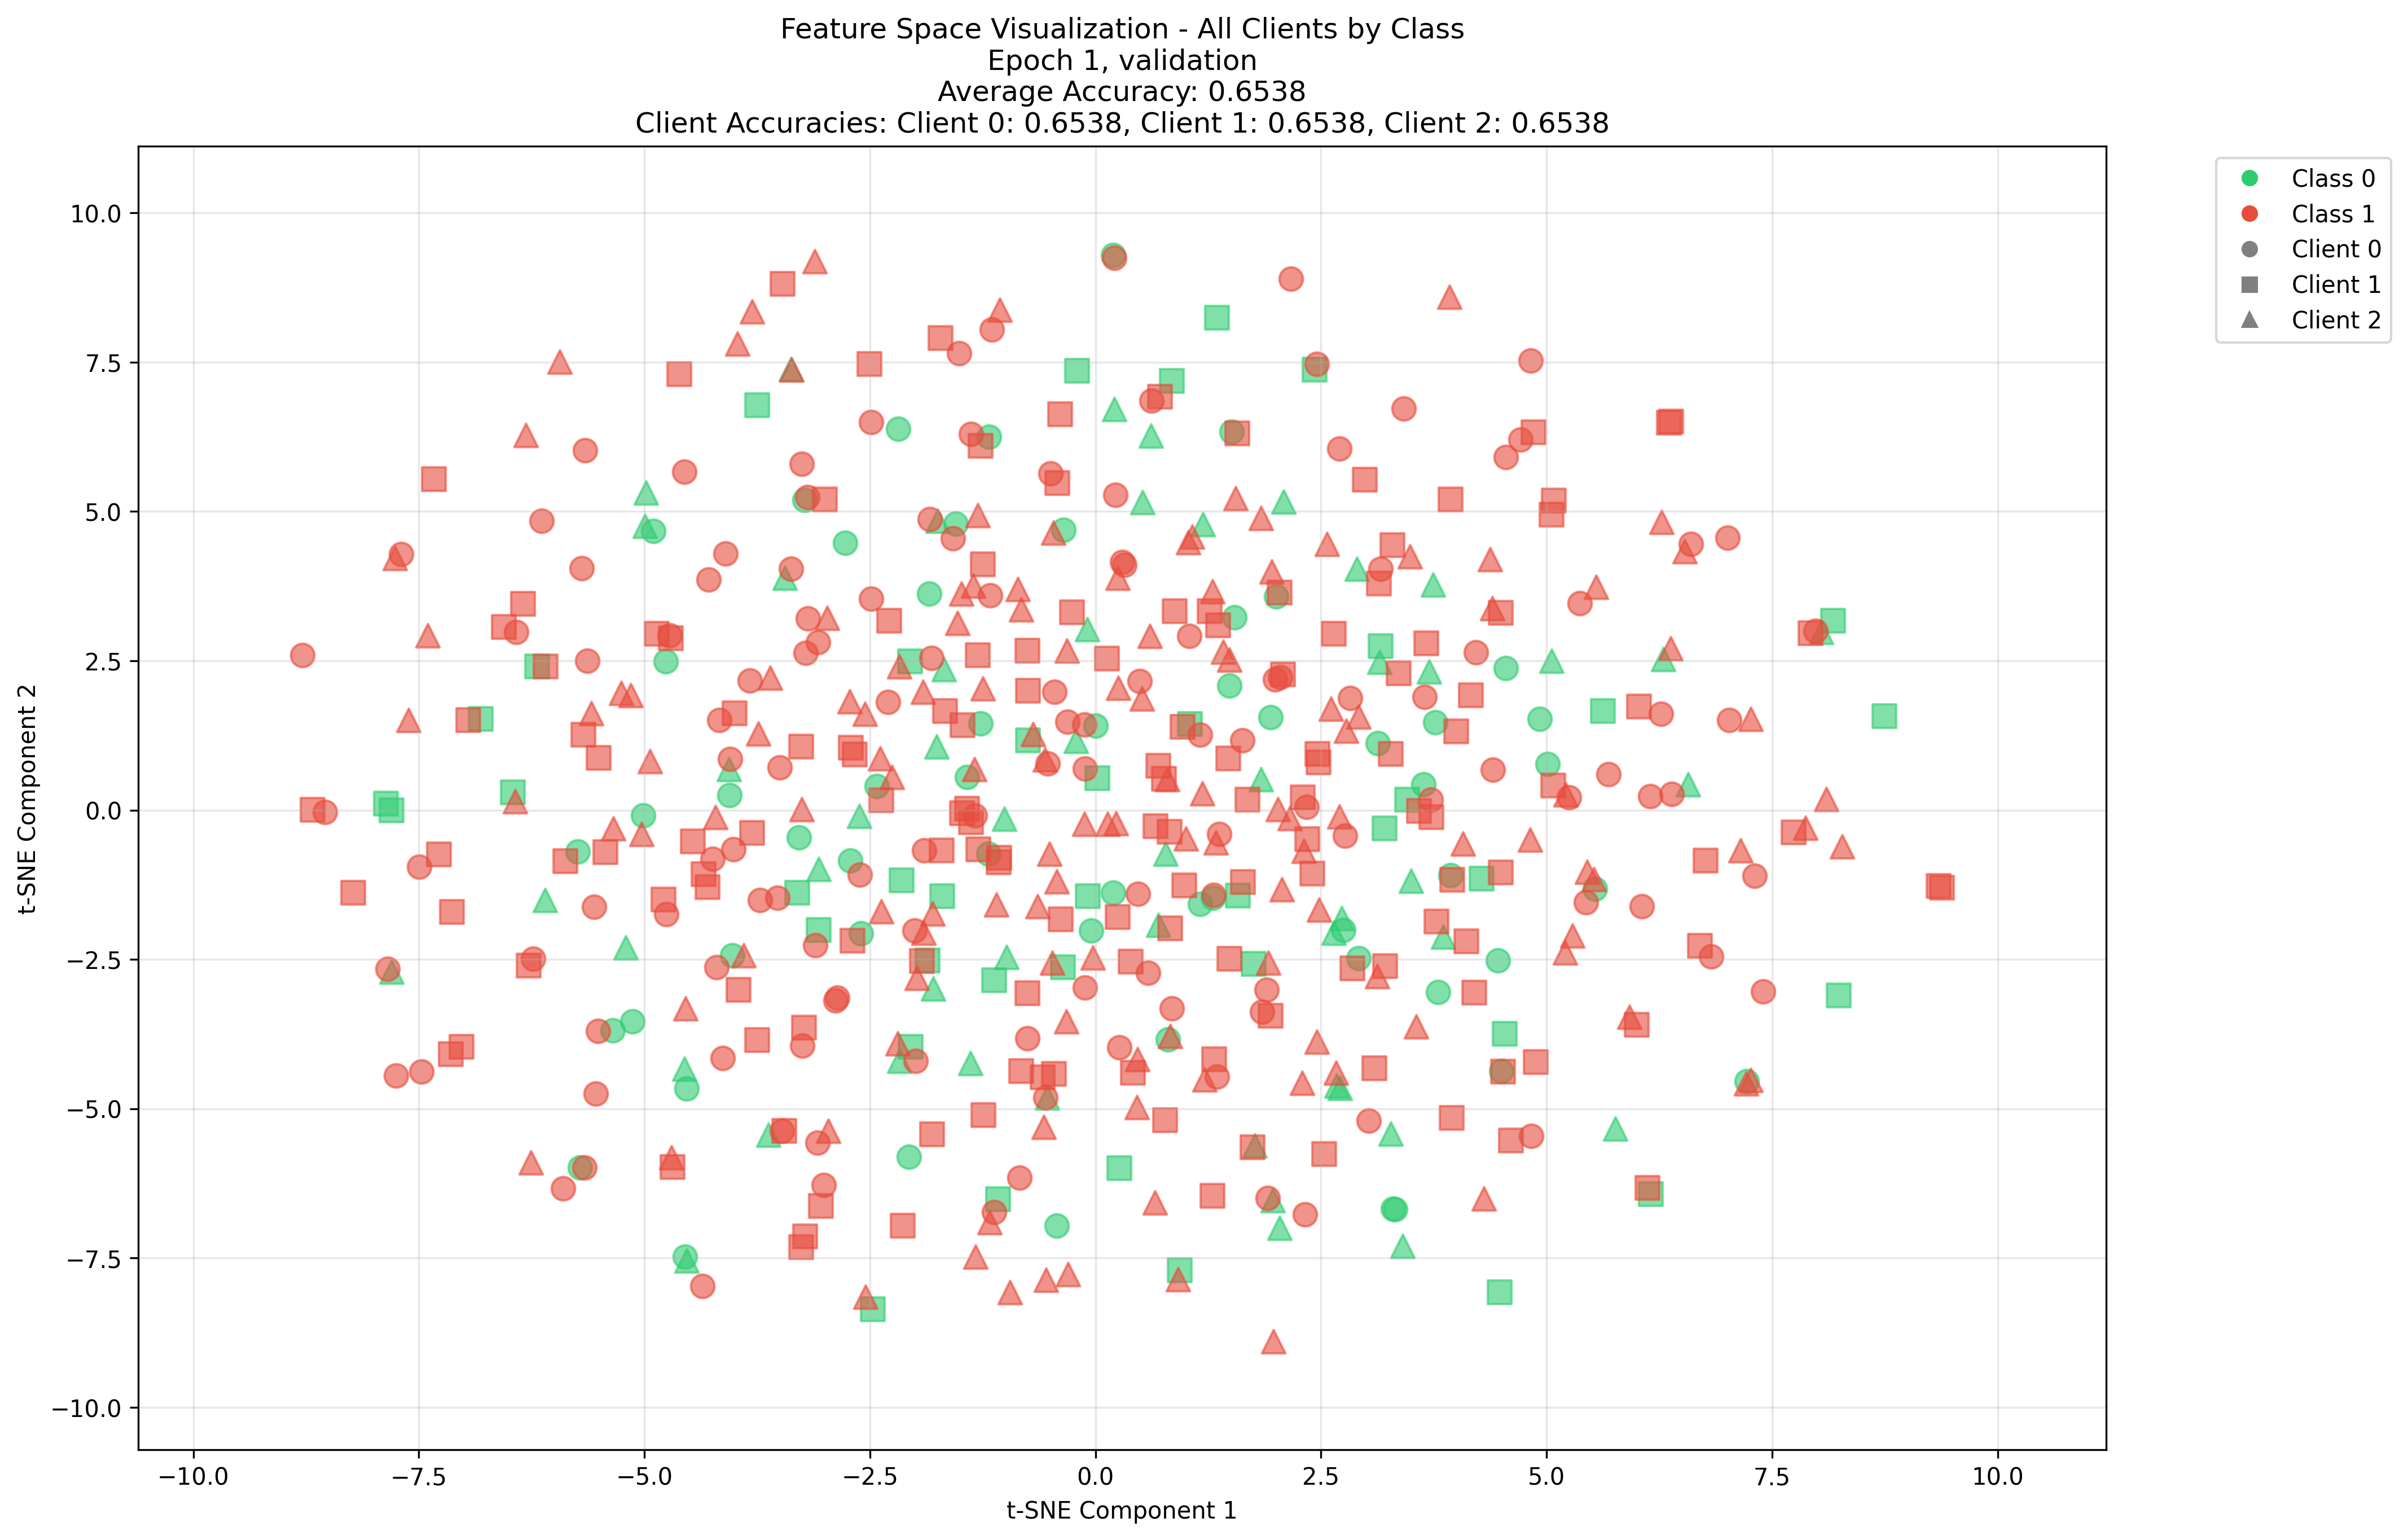 Feature Space Visualization - All Clients by Class
Epoch 1, validation
Average Accuracy: 0.6538
Client Accuracies: Client 0: 0.6538, Client 1: 0.6538, Client 2: 0.6538
Class 0
Class 1
Client 0
Client 1
Client 2
10.0
7.5
5.0
2.5
0.0
−2.5
−5.0
−7.5
−10.0
t-SNE Component 2
−10.0 −7.5 −5.0 −2.5 0.0 2.5 5.0 7.5 10.0
t-SNE Component 1